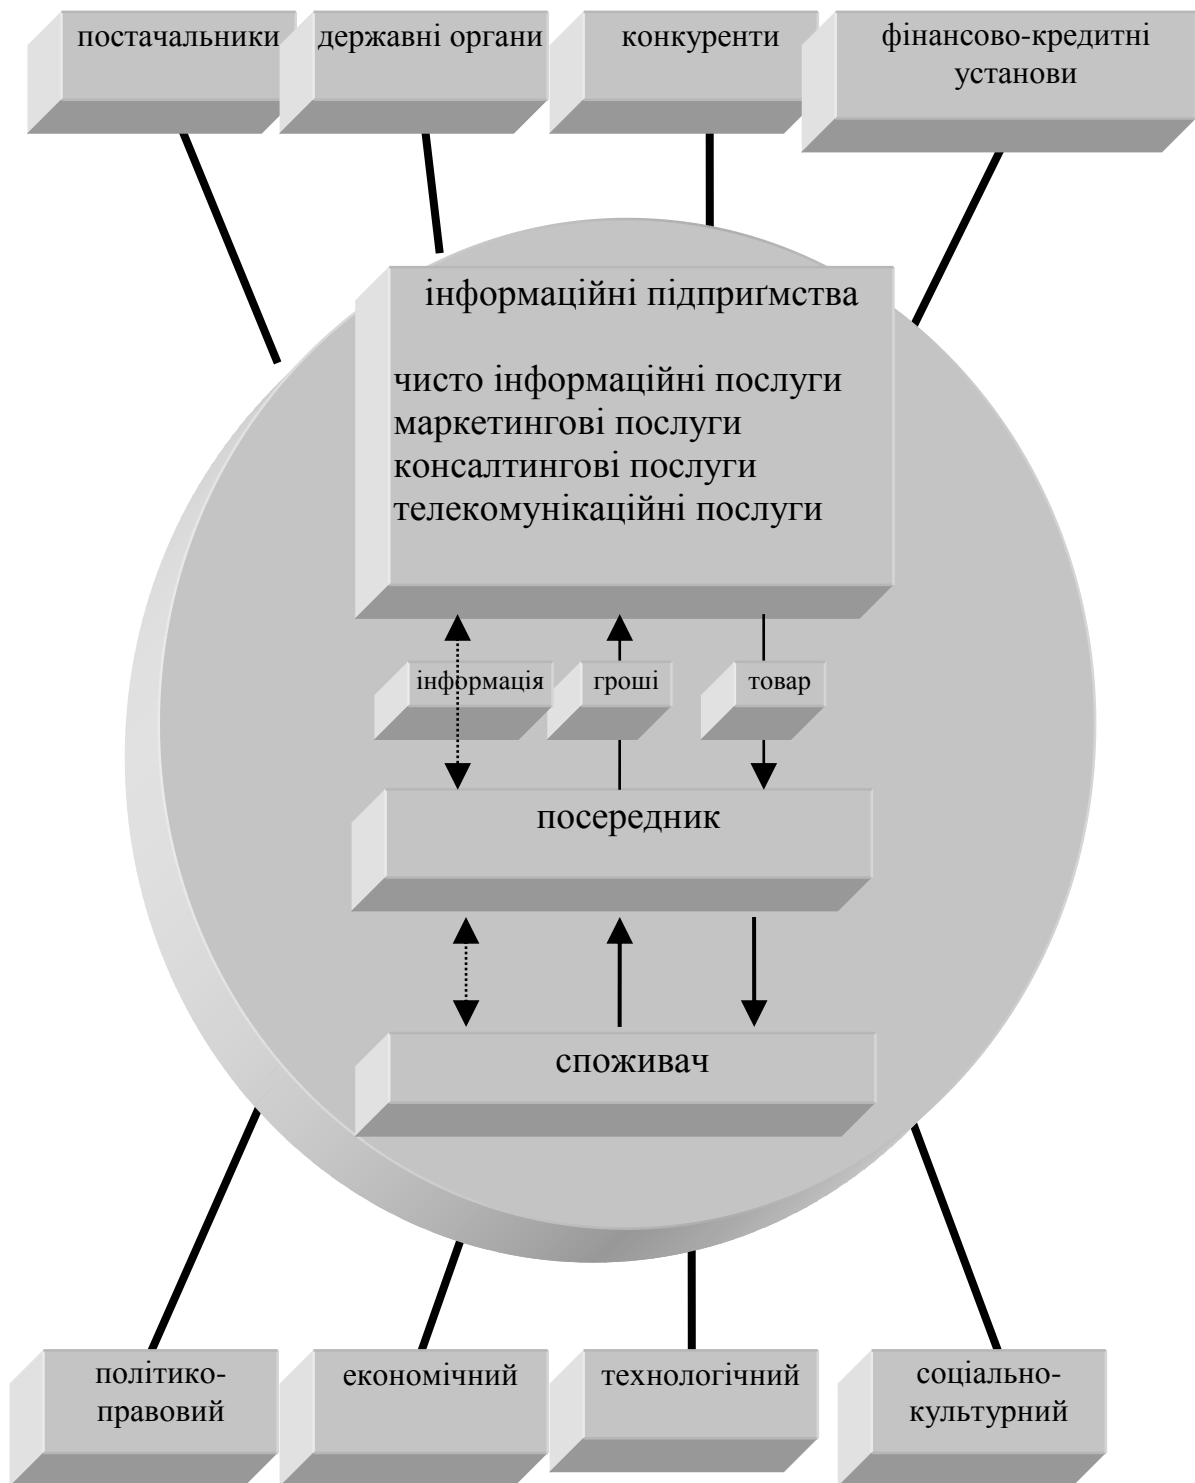 постачальники
державні органи
конкуренти
фінансово-кредитні
установи
інформаційні підприґмства
чисто інформаційні послуги
маркетингові послуги
консалтингові послуги
телекомунікаційні послуги
інформація
гроші
товар
посередник
споживач
політико-
правовий
економічний
технологічний
соціально-
культурний